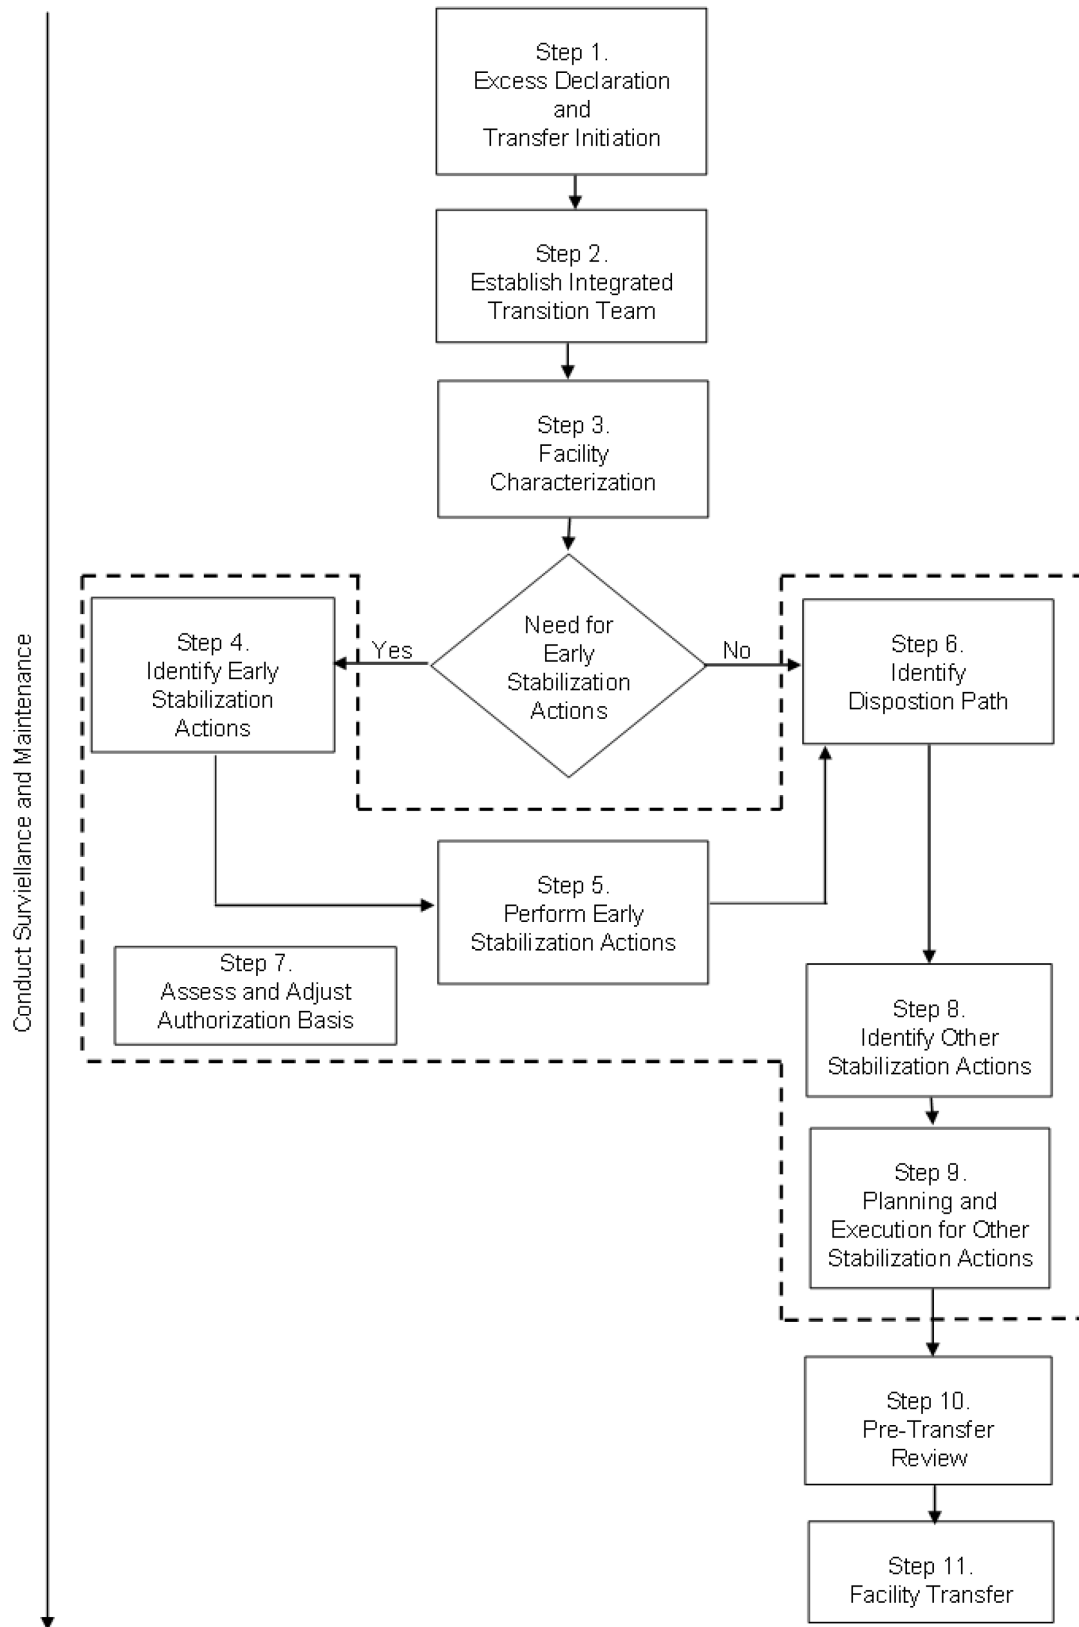 Step 1.
Excess Declaration
and
Transfer Initiation
Step 2.
Establish Integrated
Transition Team
Step 3.
Facility
Characterization
Need for
Early
Stabilization
Actions
Yes
No
Step 4.
Identify Early
Stabilization
Actions
Step 6.
Identify
Dispostion Path
Step 5.
Perform Early
Stabilization Actions
Step 7.
Assess and Adjust
Authorization Basis
Step 8.
Identify Other
Stabilization Actions
Step 9.
Planning and
Execution for Other
Stabilization Actions
Step 10.
Pre-Transfer
Review
Step 11.
Facility Transfer
Conduct Surviellance and Maintenance